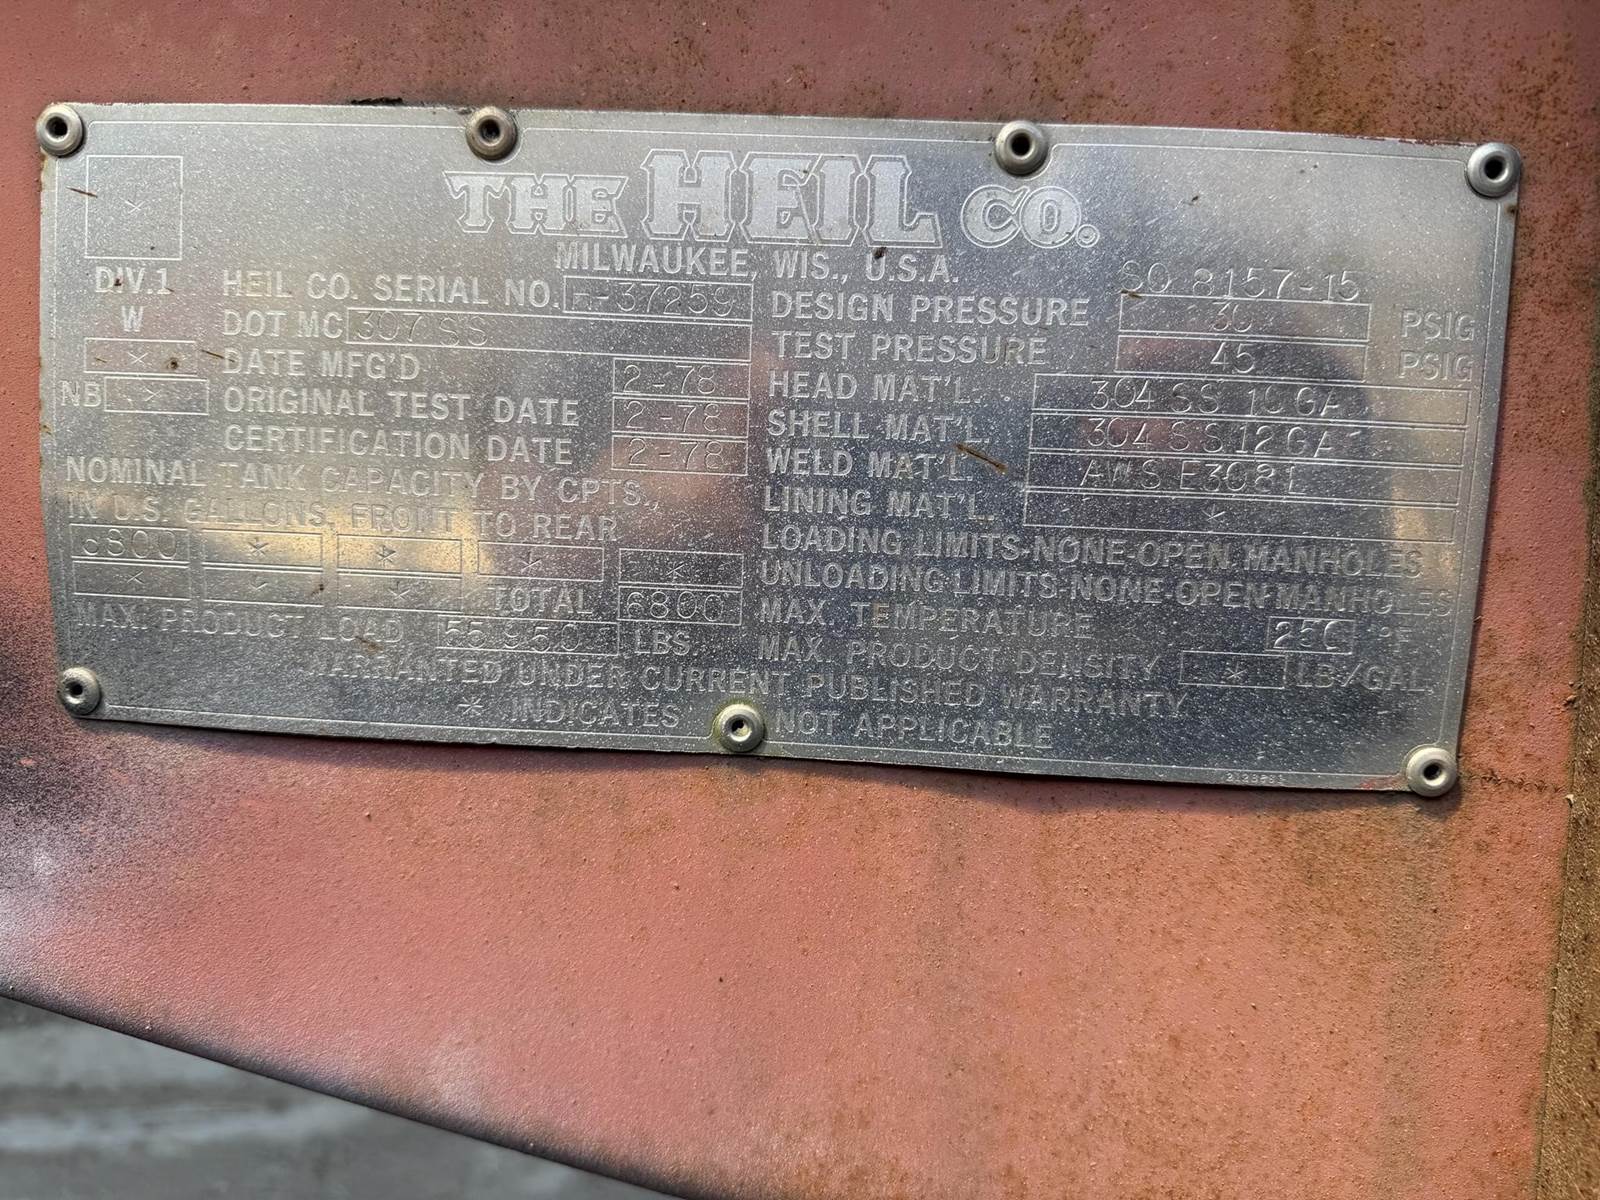 THE HEIL CO.
MILWAUKEE, WIS., U.S.A.
*
DIV.1
W
*
NB *
HEIL CO. SERIAL NO. -37259
DOT MC 307 SS
DATE MFG'D 2-78
ORIGINAL TEST DATE 2-78
CERTIFICATION DATE 2-78
NOMINAL TANK CAPACITY BY CPTS.,
IN U.S. GALLONS, FRONT TO REAR
6800 * * * *
* * * TOTAL 6800
MAX. PRODUCT LOAD 55950 LBS.
SO 8157-15
DESIGN PRESSURE 30 PSIG
TEST PRESSURE 45 PSIG
HEAD MAT'L. 304 SS 10 GA
SHELL MAT'L. 304 SS 12 GA
WELD MAT'L. AWS E308L
LINING MAT'L. *
LOADING LIMITS-NONE-OPEN MANHOLES
UNLOADING LIMITS-NONE-OPEN MANHOLES
MAX. TEMPERATURE 250 °F
MAX. PRODUCT DENSITY * LB/GAL.
WARRANTED UNDER CURRENT PUBLISHED WARRANTY
* INDICATES NOT APPLICABLE